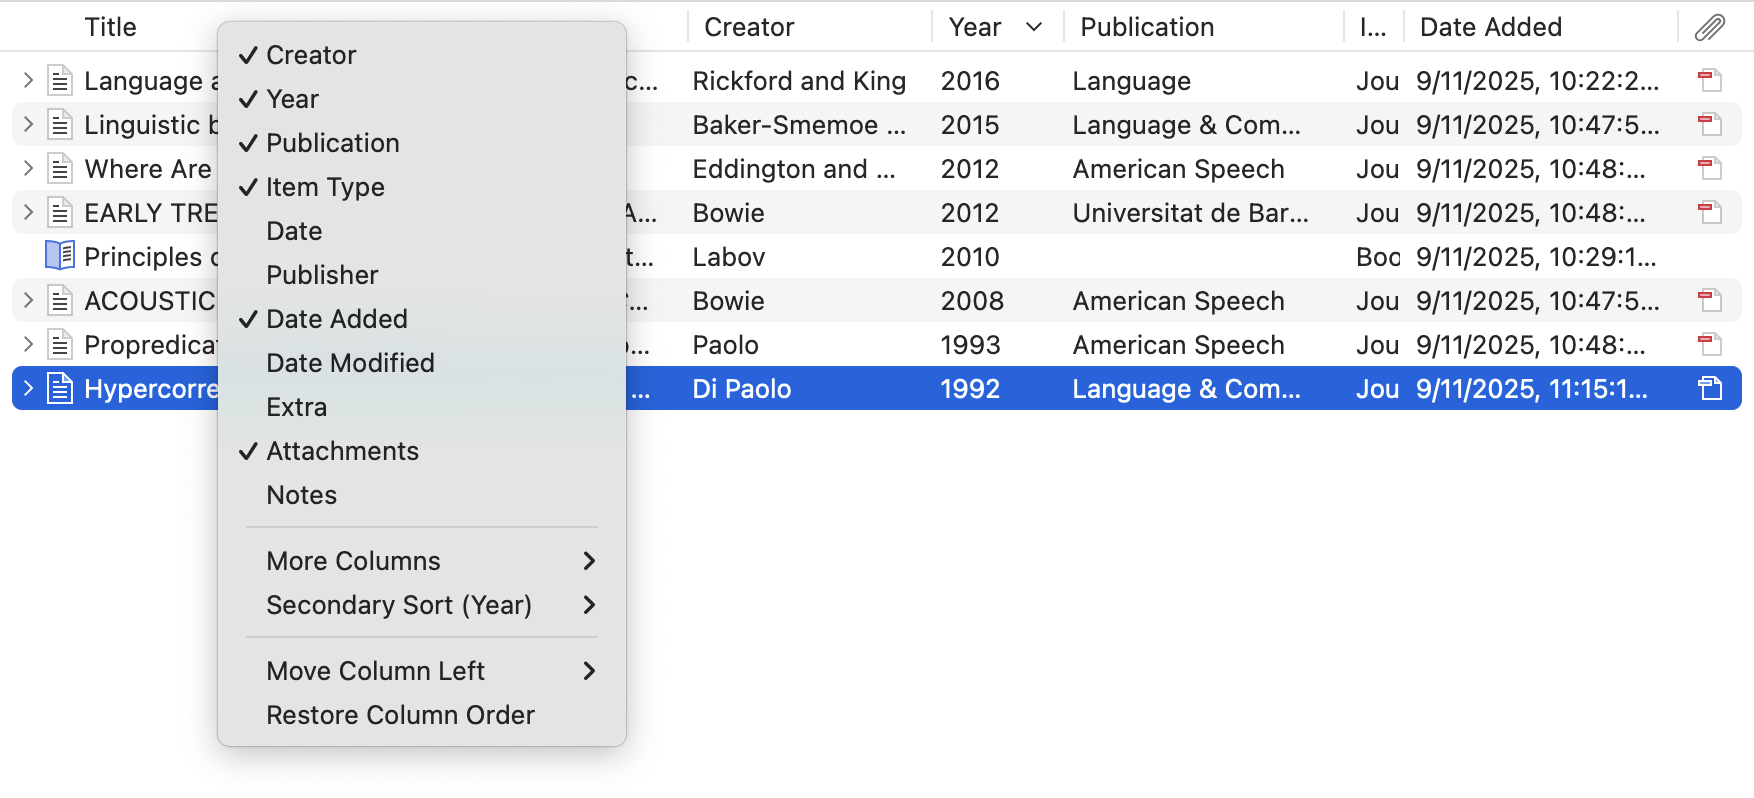 Title Creator Year Publication I... Date Added
Language a c... Rickford and King 2016 Language Jou 9/11/2025, 10:22:2...
Linguistic b Baker-Smemoe ... 2015 Language & Com... Jou 9/11/2025, 10:47:5...
Where Are Eddington and ... 2012 American Speech Jou 9/11/2025, 10:48:...
EARLY TRE A... Bowie 2012 Universitat de Bar... Jou 9/11/2025, 10:48:...
Principles t... Labov 2010 Boo 9/11/2025, 10:29:1...
ACOUSTIC ... Bowie 2008 American Speech Jou 9/11/2025, 10:47:5...
Propredica ... Paolo 1993 American Speech Jou 9/11/2025, 10:48:...
Hypercorre ... Di Paolo 1992 Language & Com... Jou 9/11/2025, 11:15:1...
Creator
Year
Publication
Item Type
Date
Publisher
Date Added
Date Modified
Extra
Attachments
Notes
More Columns
Secondary Sort (Year)
Move Column Left
Restore Column Order